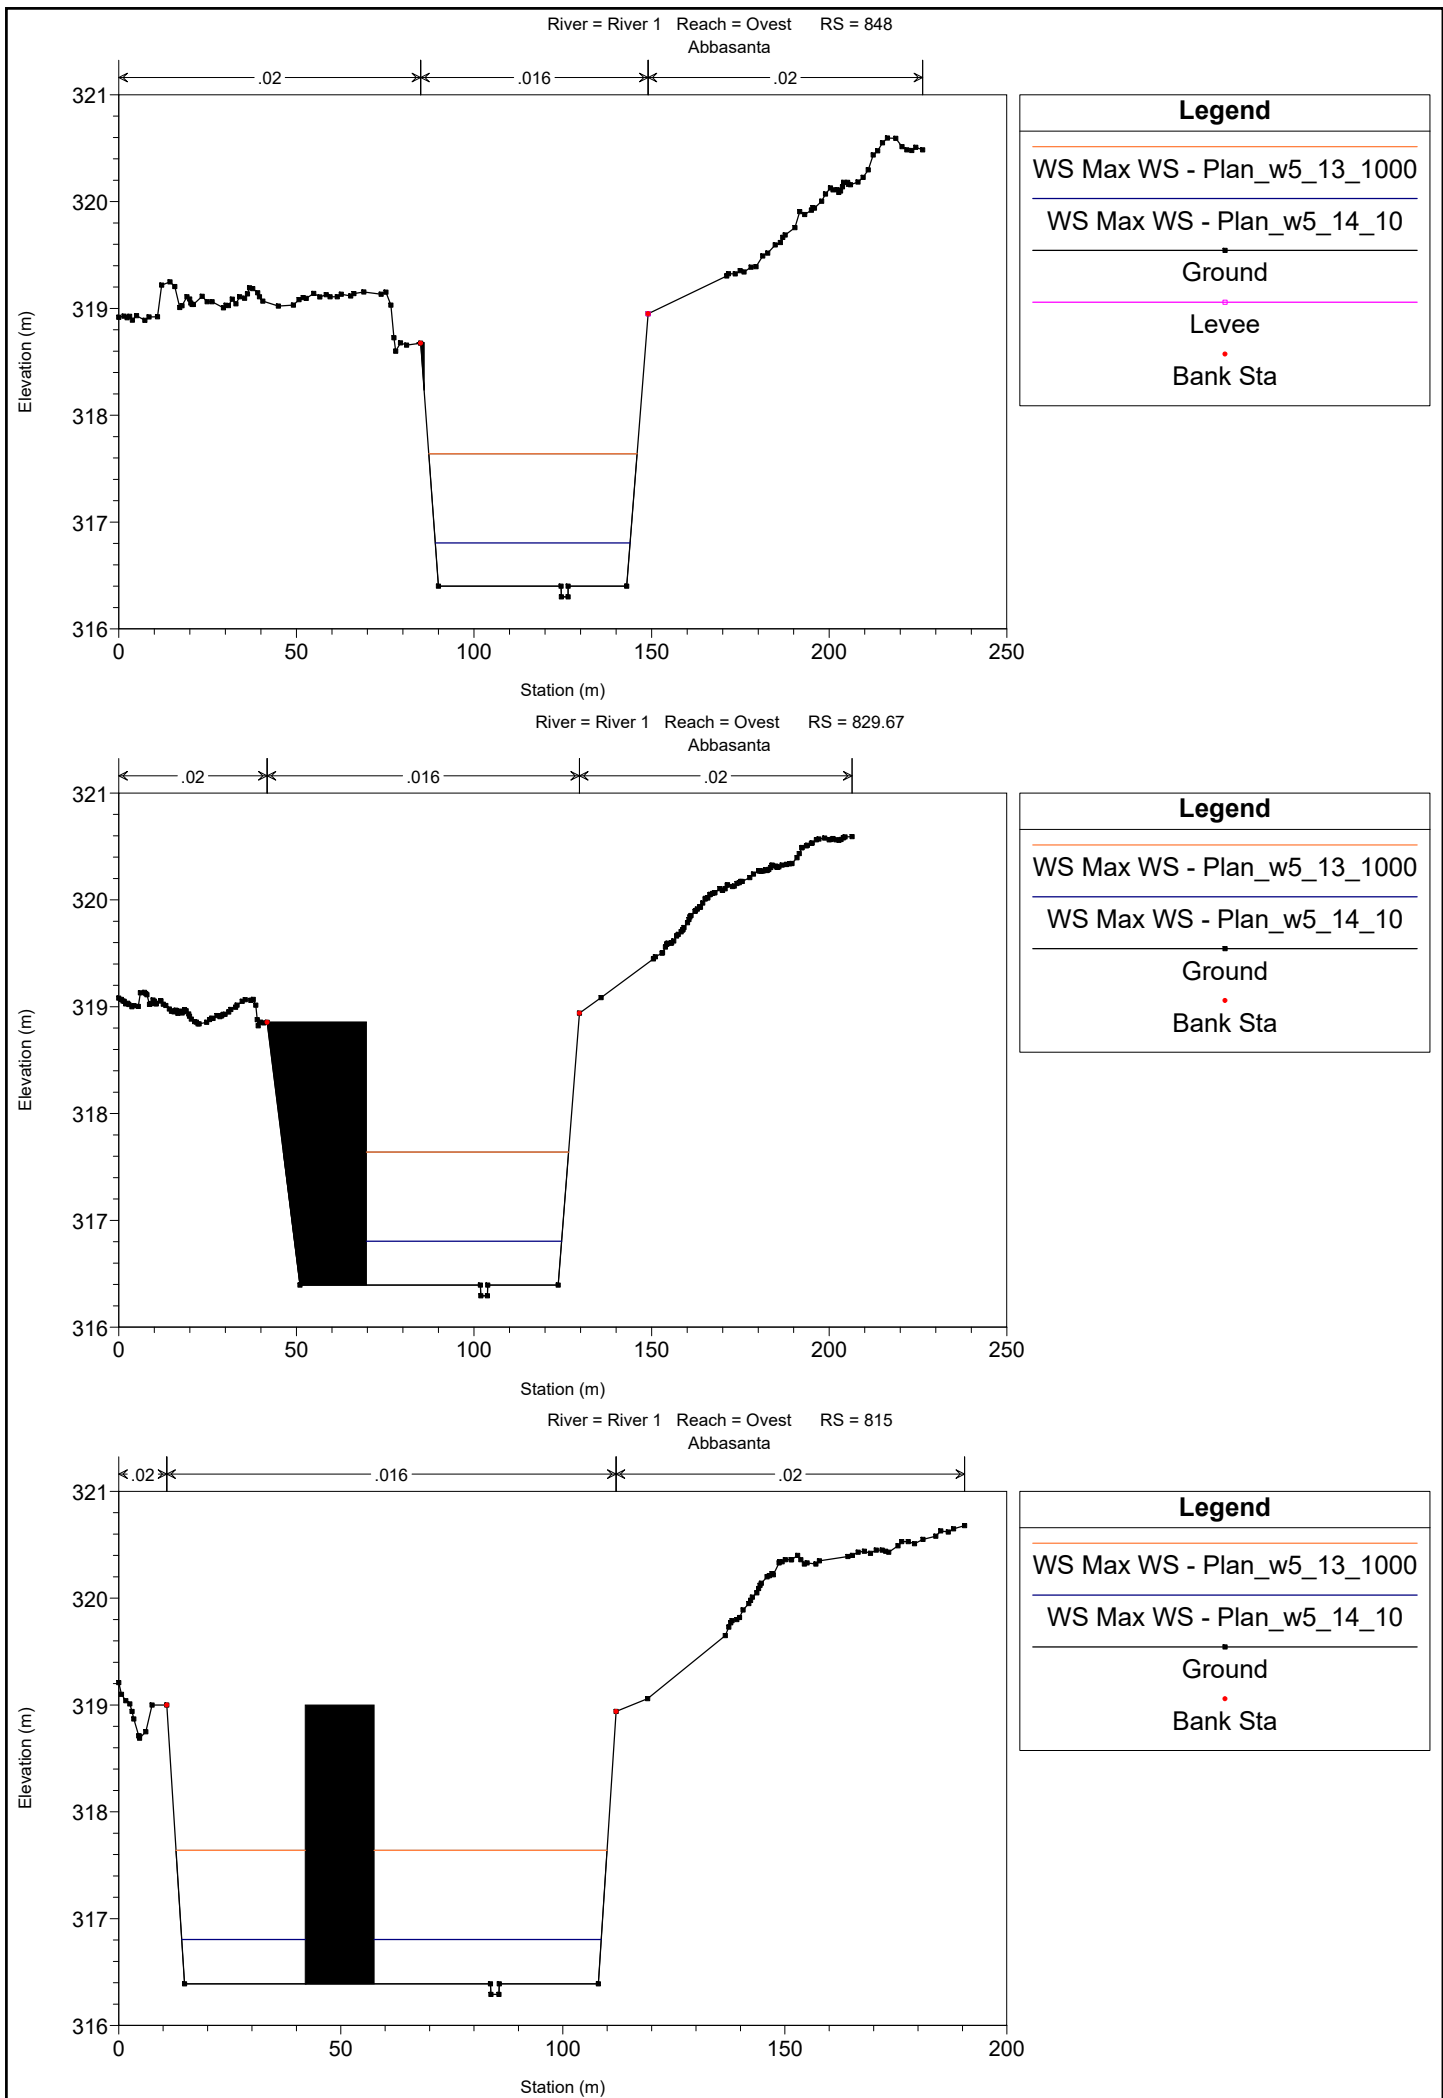 River = River 1 Reach = Ovest RS = 848
Abbasanta
.02 .016 .02
321
320
319
318
317
316
0 50 100 150 200 250
Elevation (m)
Station (m)
Legend
WS Max WS - Plan_w5_13_1000
WS Max WS - Plan_w5_14_10
Ground
Levee
Bank Sta
River = River 1 Reach = Ovest RS = 829.67
Abbasanta
.02 .016 .02
321
320
319
318
317
316
0 50 100 150 200 250
Elevation (m)
Station (m)
Legend
WS Max WS - Plan_w5_13_1000
WS Max WS - Plan_w5_14_10
Ground
Bank Sta
River = River 1 Reach = Ovest RS = 815
Abbasanta
.02 .016 .02
321
320
319
318
317
316
0 50 100 150 200
Elevation (m)
Station (m)
Legend
WS Max WS - Plan_w5_13_1000
WS Max WS - Plan_w5_14_10
Ground
Bank Sta